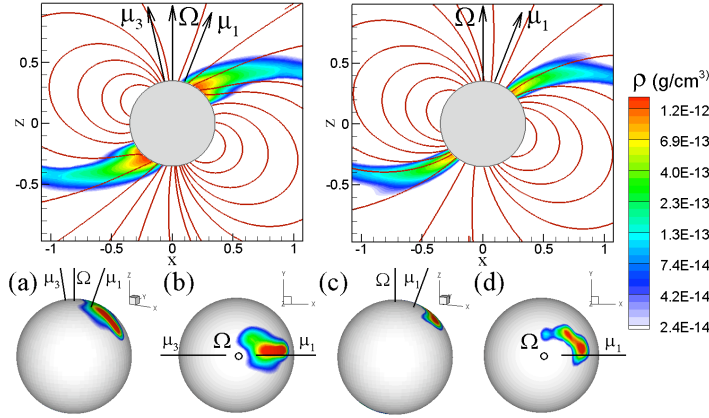 μ3 Ω μ1
Ω μ1
ρ (g/cm3)
0.5
0
-0.5
z
-1 -0.5 0 0.5 1
x
0.5
0
-0.5
z
-1 -0.5 0 0.5 1
x
1.2E-12
6.9E-13
4.0E-13
2.3E-13
1.3E-13
7.4E-14
4.2E-14
2.4E-14
(a) μ3 Ω μ1
Z
Y
X
(b)
Y
Z X
μ3 Ω μ1
(c) Ω μ1
Z
Y
X
(d)
Y
Z X
Ω μ1